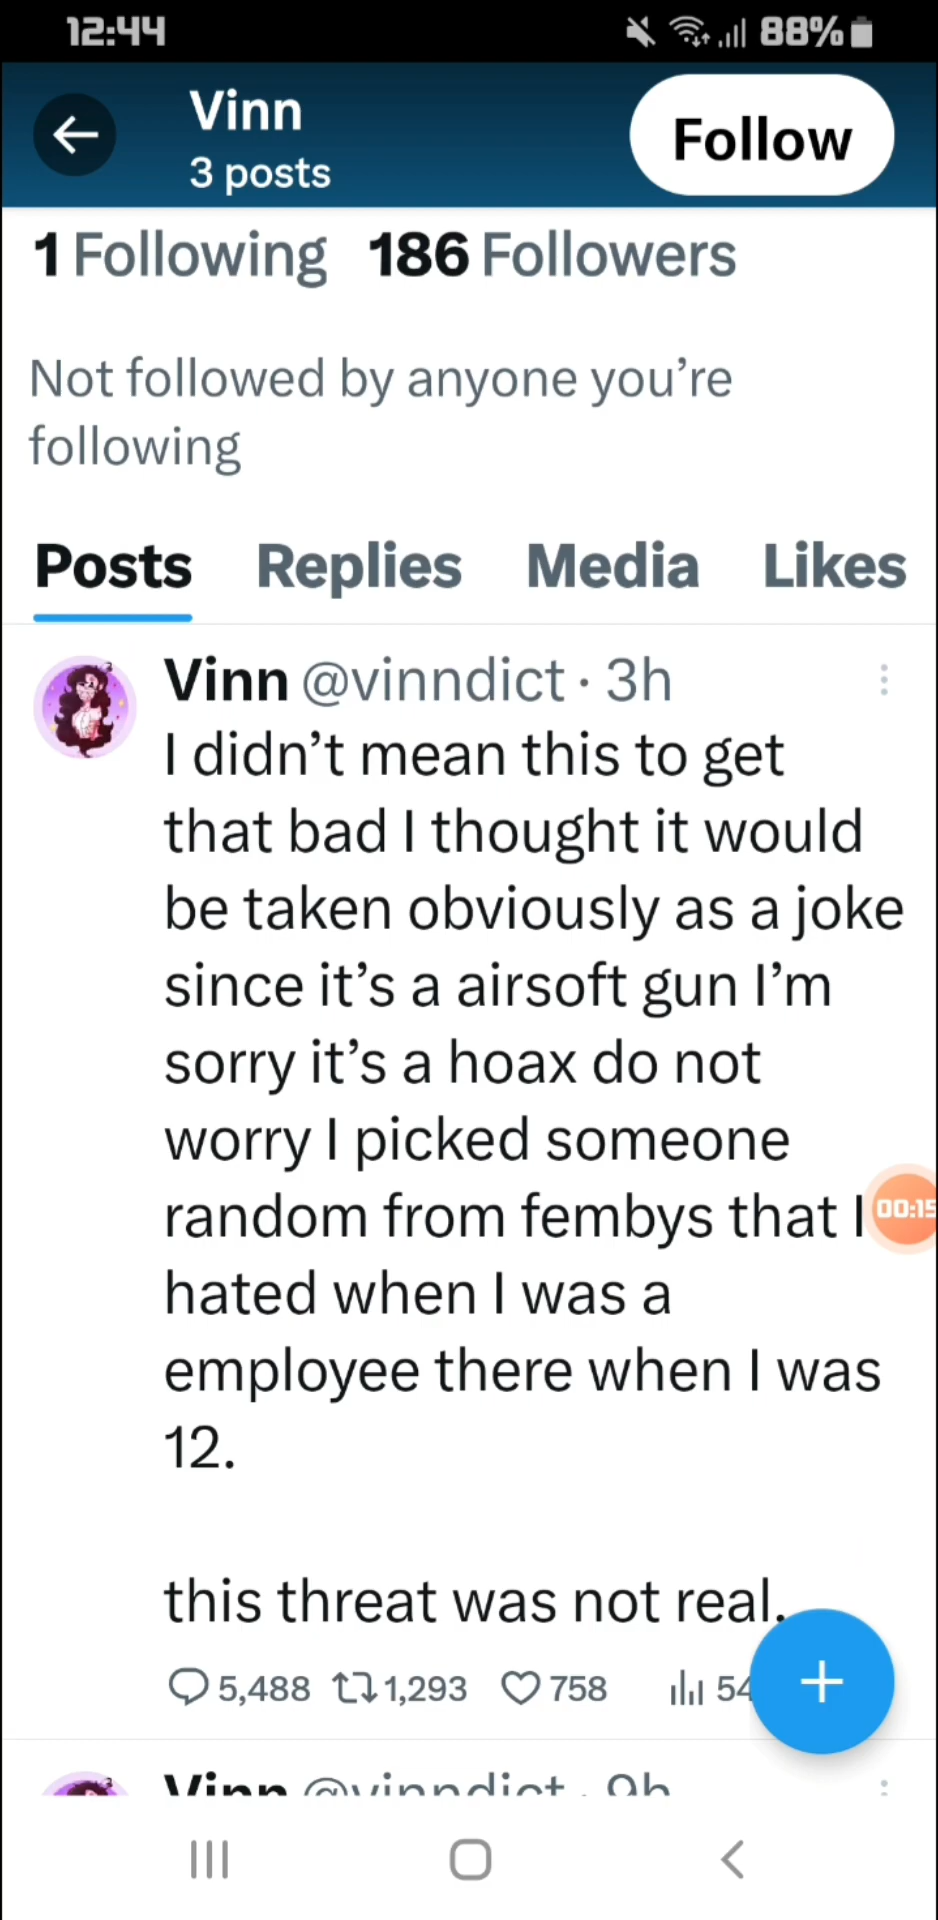 12:44 88%
Vinn
3 posts
Follow
1 Following 186 Followers
Not followed by anyone you're
following
Posts Replies Media Likes
Vinn @vinndict · 3h
I didn't mean this to get
that bad I thought it would
be taken obviously as a joke
since it's a airsoft gun I'm
sorry it's a hoax do not
worry I picked someone
random from fembys that I
00:15
hated when I was a
employee there when I was
12.
this threat was not real.
5,488 1,293 758 54
Vinn @vinndict · 9h